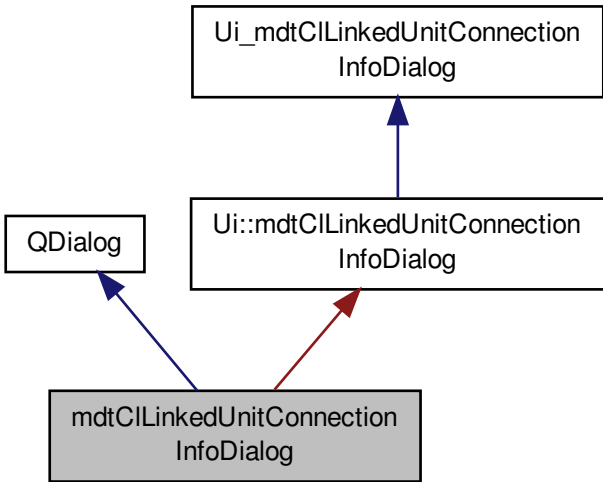 Ui_mdtClLinkedUnitConnection
InfoDialog
Ui::mdtClLinkedUnitConnection
InfoDialog
QDialog
mdtClLinkedUnitConnection
InfoDialog